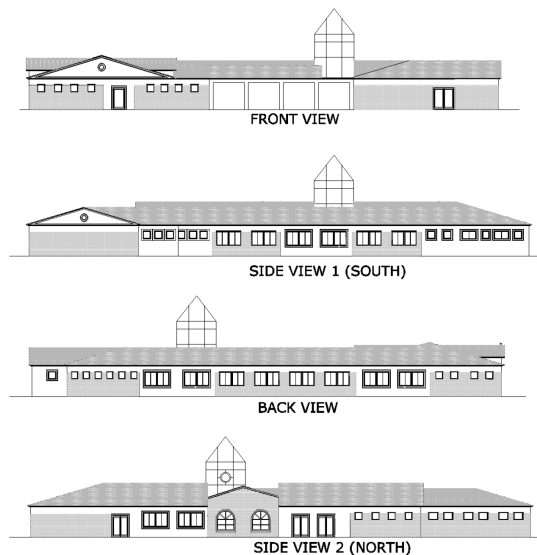 FRONT VIEW
SIDE VIEW 1 (SOUTH)
BACK VIEW
SIDE VIEW 2 (NORTH)